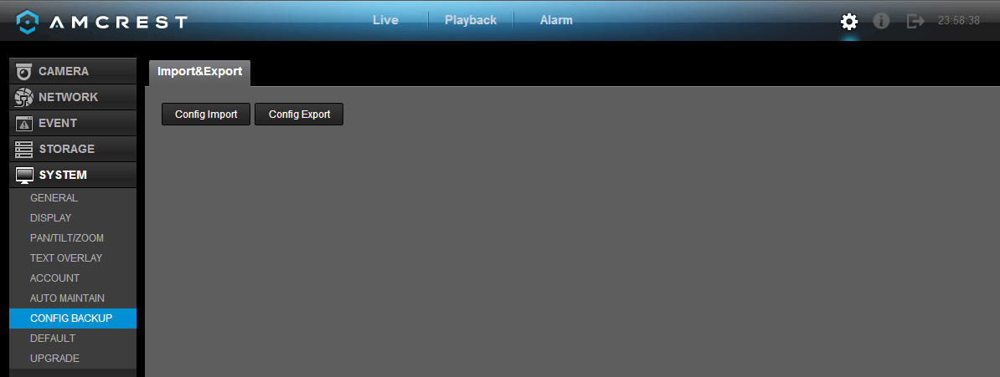 AMCREST
Live Playback Alarm 23:58:38
CAMERA
NETWORK
EVENT
STORAGE
SYSTEM
GENERAL
DISPLAY
PAN/TILT/ZOOM
TEXT OVERLAY
ACCOUNT
AUTO MAINTAIN
CONFIG BACKUP
DEFAULT
UPGRADE
Import&Export
Config Import Config Export